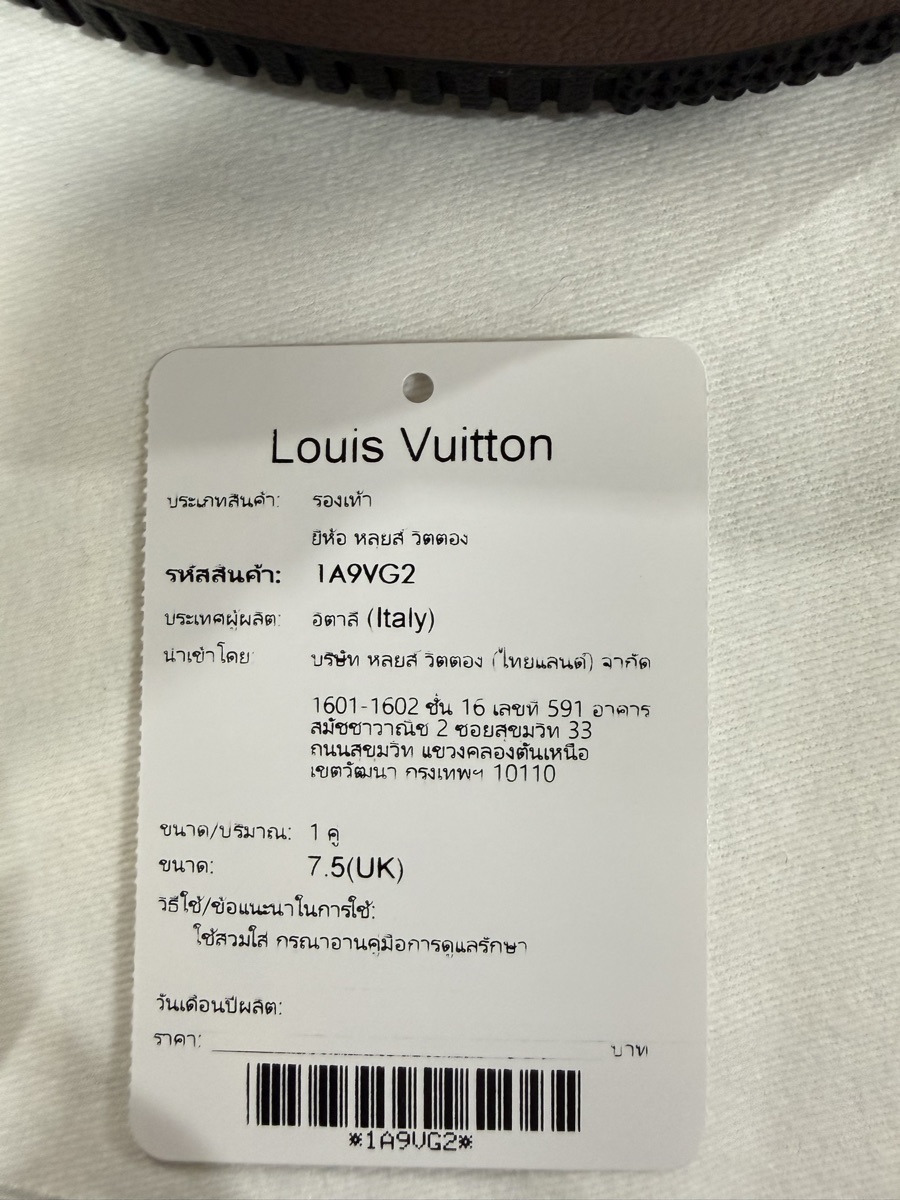 Louis Vuitton
ประเภทสินค้า: รองเท้า
ยี่ห้อ หลุยส์ วิตตอง
รหัสสินค้า: 1A9VG2
ประเทศผู้ผลิต: อิตาลี (Italy)
นำเข้าโดย: บริษัท หลุยส์ วิตตอง (ไทยแลนด์) จำกัด
1601-1602 ชั้น 16 เลขที่ 591 อาคาร
สมัชชาวาณิช 2 ซอยสุขุมวิท 33
ถนนสุขุมวิท แขวงคลองตันเหนือ
เขตวัฒนา กรุงเทพฯ 10110
ขนาด/ปริมาณ: 1 คู่
ขนาด: 7.5(UK)
วิธีใช้/ข้อแนะนำในการใช้:
ใช้สวมใส่ กรุณาอ่านคู่มือการดูแลรักษา
วันเดือนปีผลิต:
ราคา: บาท
*1A9VG2*